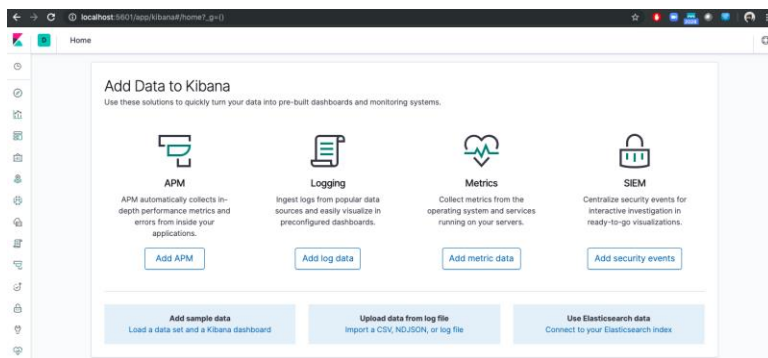 localhost:5601/app/kibana#/home?_g=()
D
Home
Add Data to Kibana
Use these solutions to quickly turn your data into pre-built dashboards and monitoring systems.
APM
APM automatically collects in-
depth performance metrics and
errors from inside your
applications.
Add APM
Logging
Ingest logs from popular data
sources and easily visualize in
preconfigured dashboards.
Add log data
Metrics
Collect metrics from the
operating system and services
running on your servers.
Add metric data
SIEM
Centralize security events for
interactive investigation in
ready-to-go visualizations.
Add security events
Add sample data
Load a data set and a Kibana dashboard
Upload data from log file
Import a CSV, NDJSON, or log file
Use Elasticsearch data
Connect to your Elasticsearch index